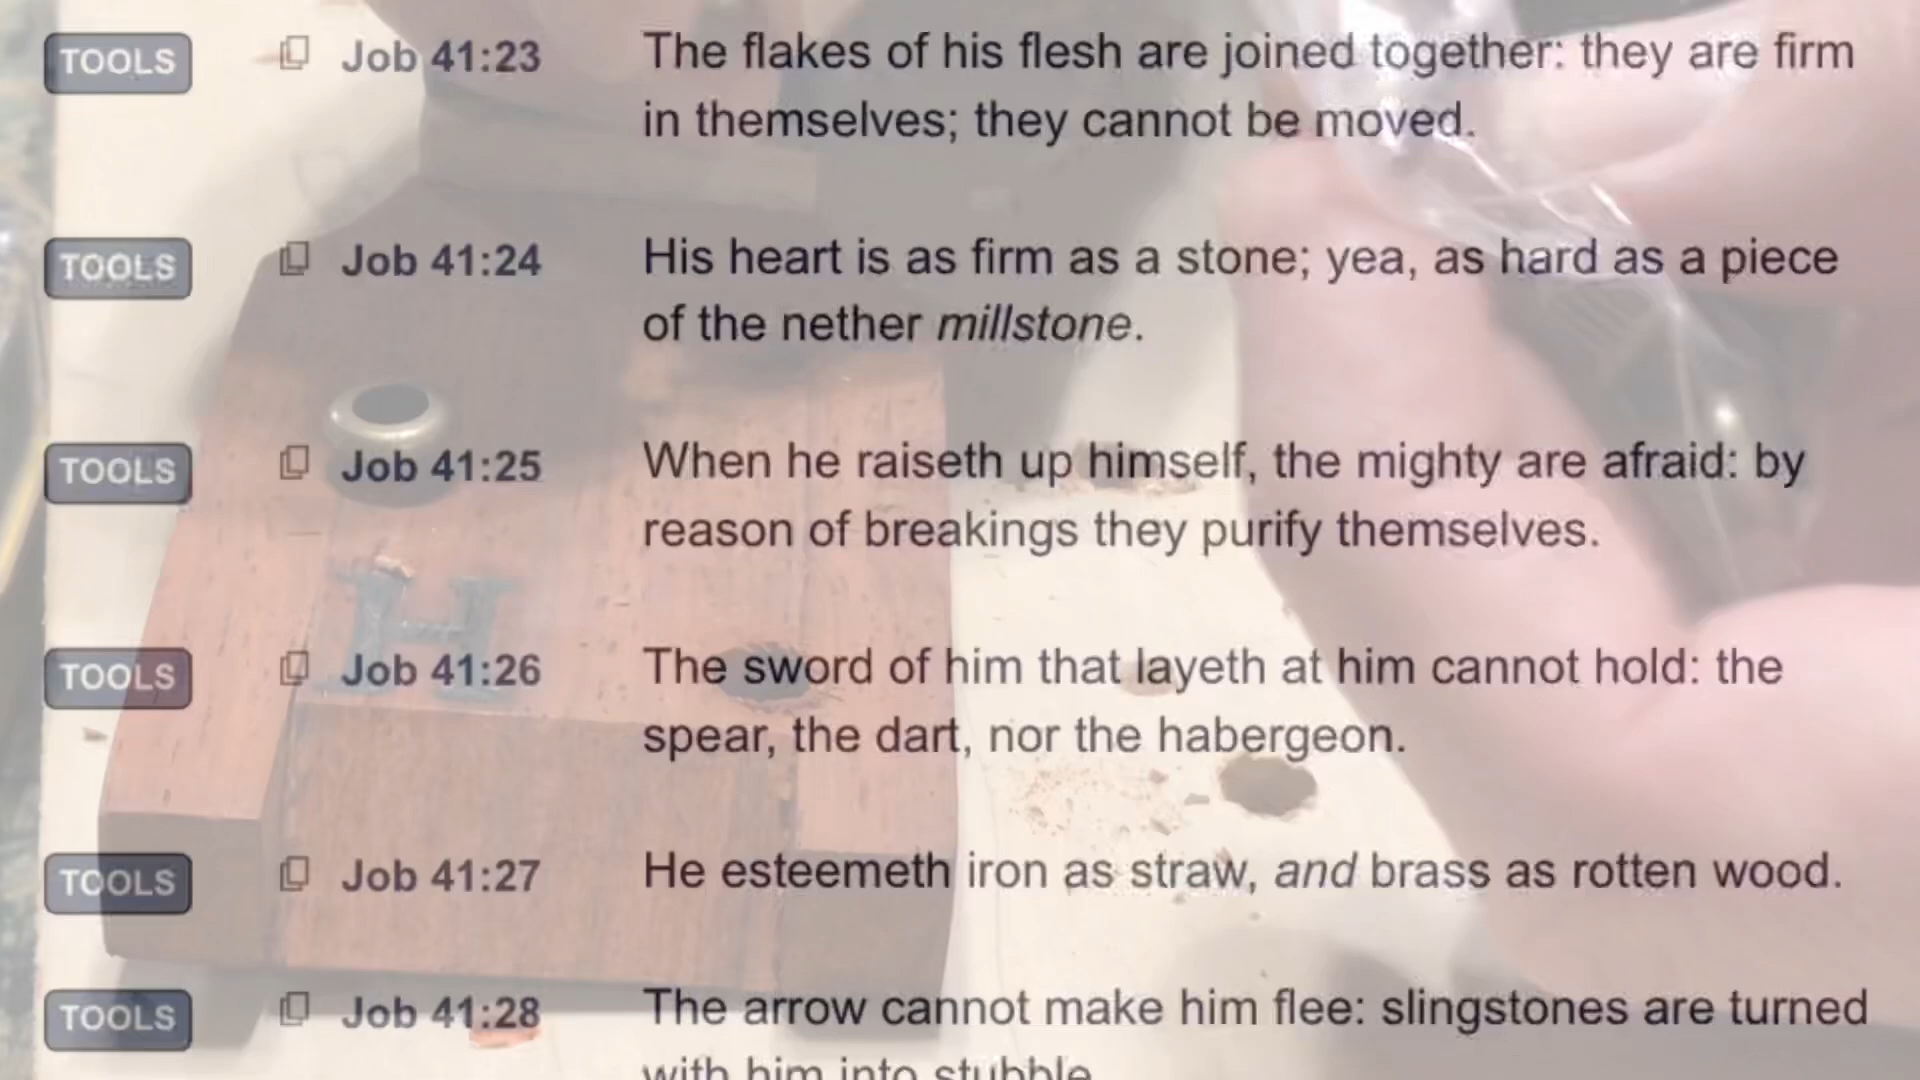 TOOLS Job 41:23 The flakes of his flesh are joined together: they are firm
in themselves; they cannot be moved.
TOOLS Job 41:24 His heart is as firm as a stone; yea, as hard as a piece
of the nether millstone.
TOOLS Job 41:25 When he raiseth up himself, the mighty are afraid: by
reason of breakings they purify themselves.
H
TOOLS Job 41:26 The sword of him that layeth at him cannot hold: the
spear, the dart, nor the habergeon.
TOOLS Job 41:27 He esteemeth iron as straw, and brass as rotten wood.
TOOLS Job 41:28 The arrow cannot make him flee: slingstones are turned
with him into stubble